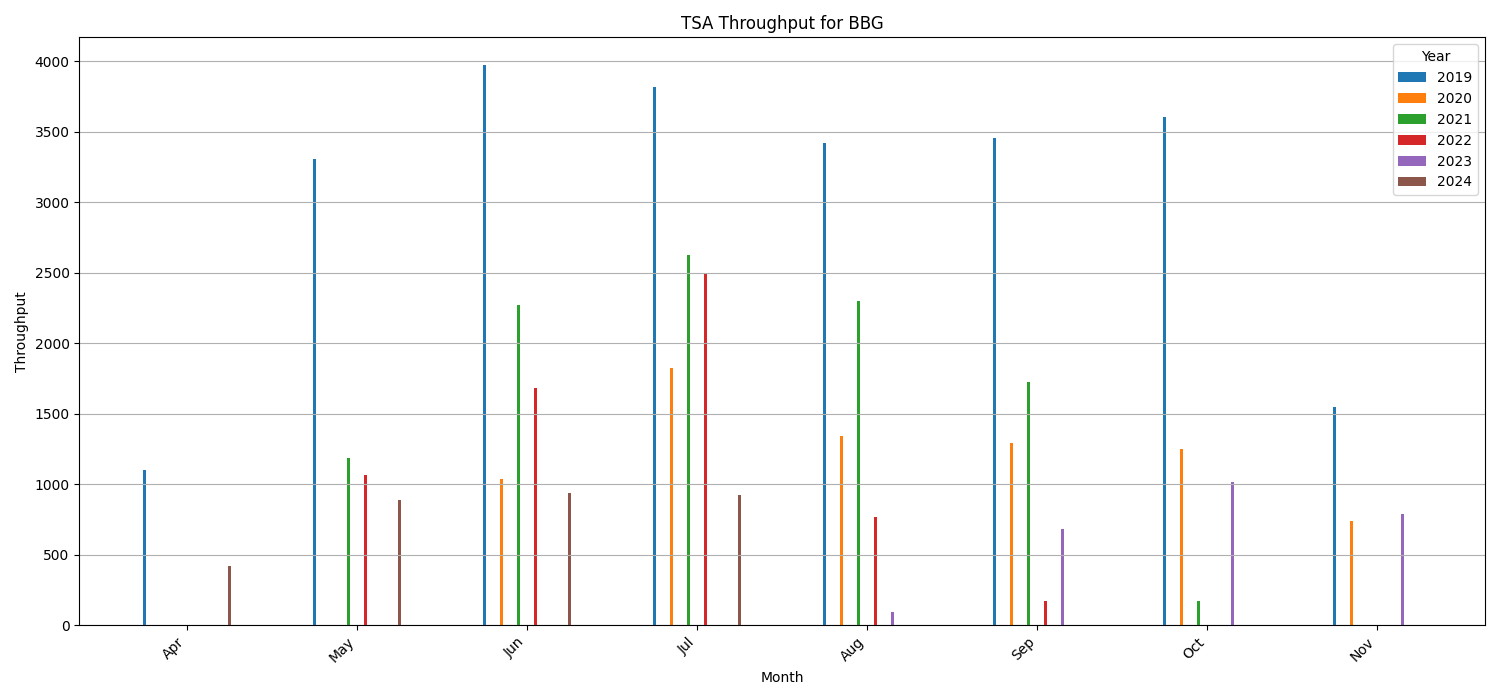 TSA Throughput for BBG
Year
2019
2020
2021
2022
2023
2024
Throughput
4000
3500
3000
2500
2000
1500
1000
500
0
Apr
May
Jun
Jul
Aug
Sep
Oct
Nov
Month